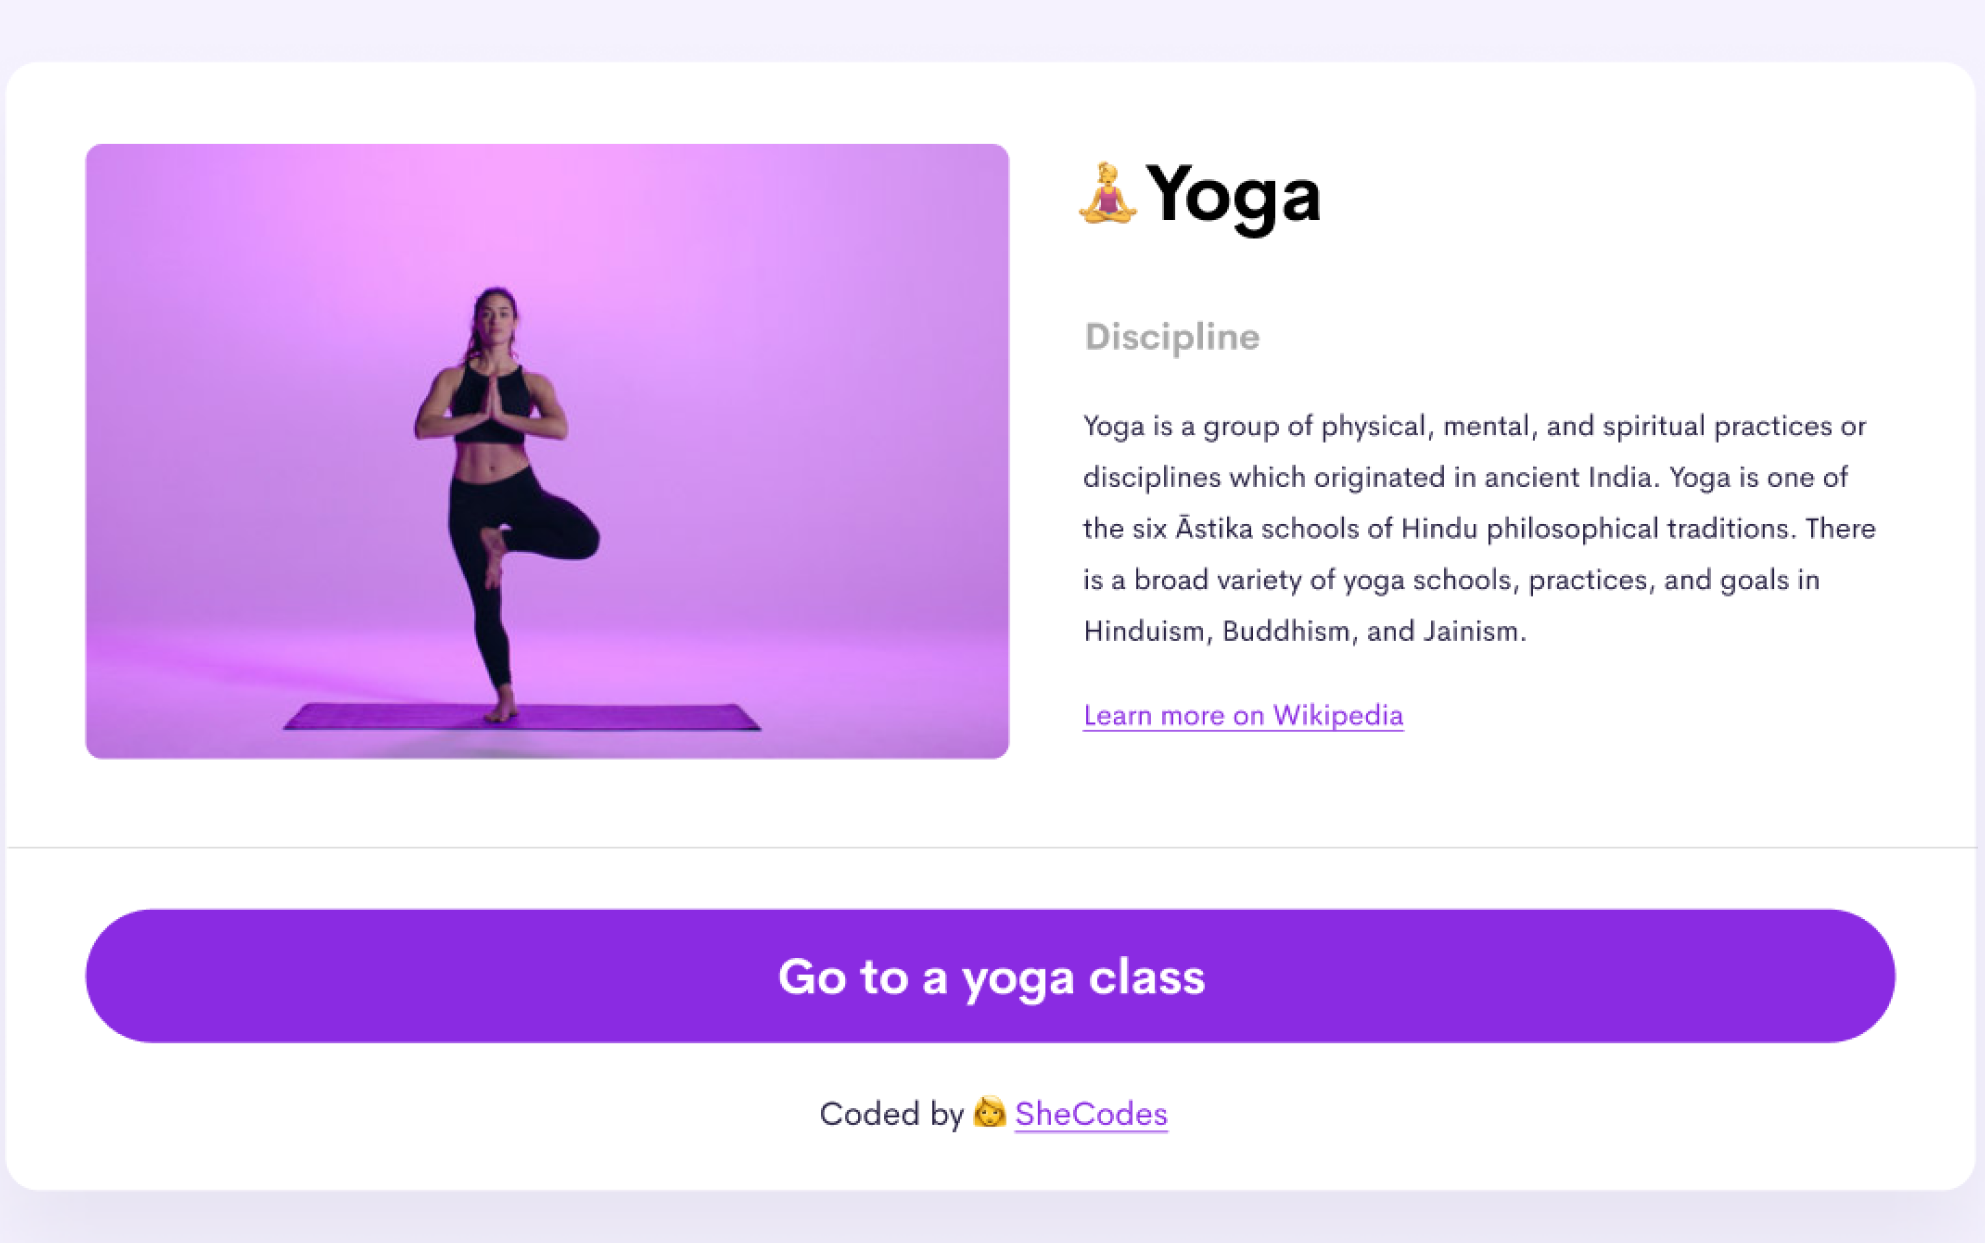 🧘‍♀️ Yoga
Discipline
Yoga is a group of physical, mental, and spiritual practices or
disciplines which originated in ancient India. Yoga is one of
the six Āstika schools of Hindu philosophical traditions. There
is a broad variety of yoga schools, practices, and goals in
Hinduism, Buddhism, and Jainism.
Learn more on Wikipedia
Go to a yoga class
Coded by 👩 SheCodes